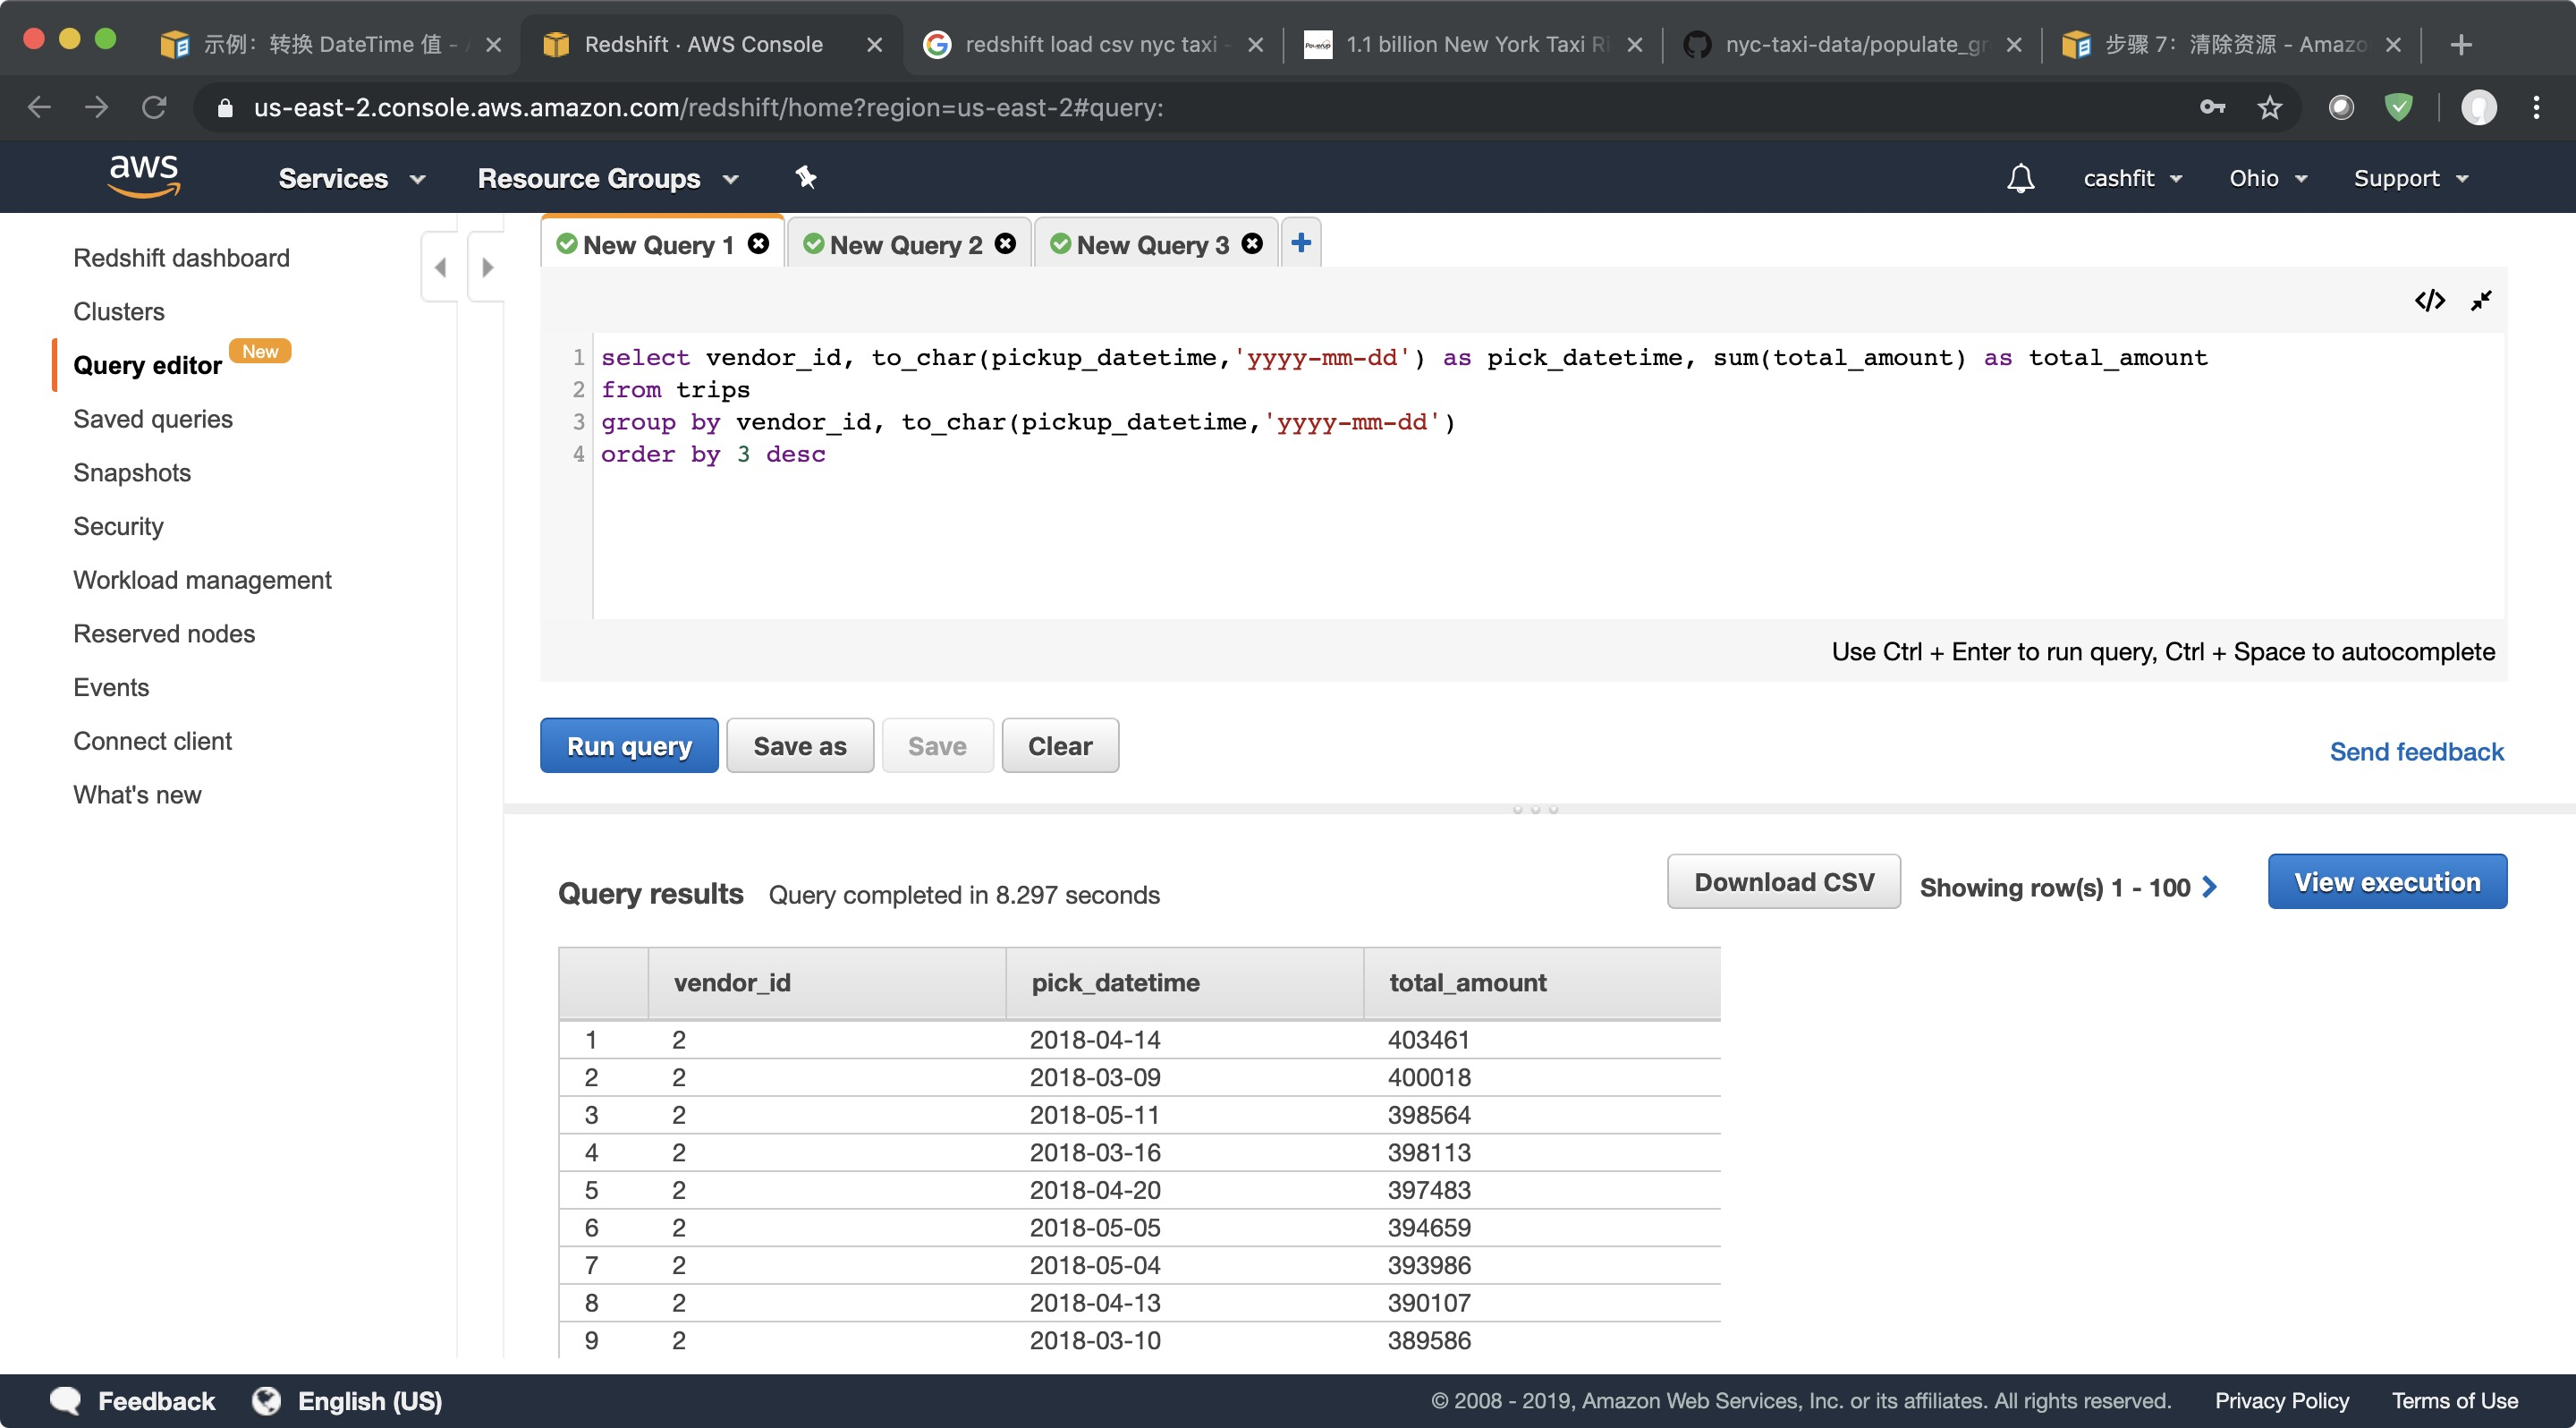 示例：转换 DateTime 值 -
Redshift · AWS Console
redshift load csv nyc taxi -
1.1 billion New York Taxi Ri
nyc-taxi-data/populate_gr
步骤 7：清除资源 - Amazo
us-east-2.console.aws.amazon.com/redshift/home?region=us-east-2#query:
aws
Services
Resource Groups
cashfit
Ohio
Support
Redshift dashboard
Clusters
Query editor New
Saved queries
Snapshots
Security
Workload management
Reserved nodes
Events
Connect client
What's new
New Query 1
New Query 2
New Query 3
1 select vendor_id, to_char(pickup_datetime,'yyyy-mm-dd') as pick_datetime, sum(total_amount) as total_amount
2 from trips
3 group by vendor_id, to_char(pickup_datetime,'yyyy-mm-dd')
4 order by 3 desc
Use Ctrl + Enter to run query, Ctrl + Space to autocomplete
Run query
Save as
Save
Clear
Send feedback
Query results Query completed in 8.297 seconds
Download CSV
Showing row(s) 1 - 100
View execution
vendor_id pick_datetime total_amount
1 2 2018-04-14 403461
2 2 2018-03-09 400018
3 2 2018-05-11 398564
4 2 2018-03-16 398113
5 2 2018-04-20 397483
6 2 2018-05-05 394659
7 2 2018-05-04 393986
8 2 2018-04-13 390107
9 2 2018-03-10 389586
Feedback
English (US)
© 2008 - 2019, Amazon Web Services, Inc. or its affiliates. All rights reserved.
Privacy Policy
Terms of Use